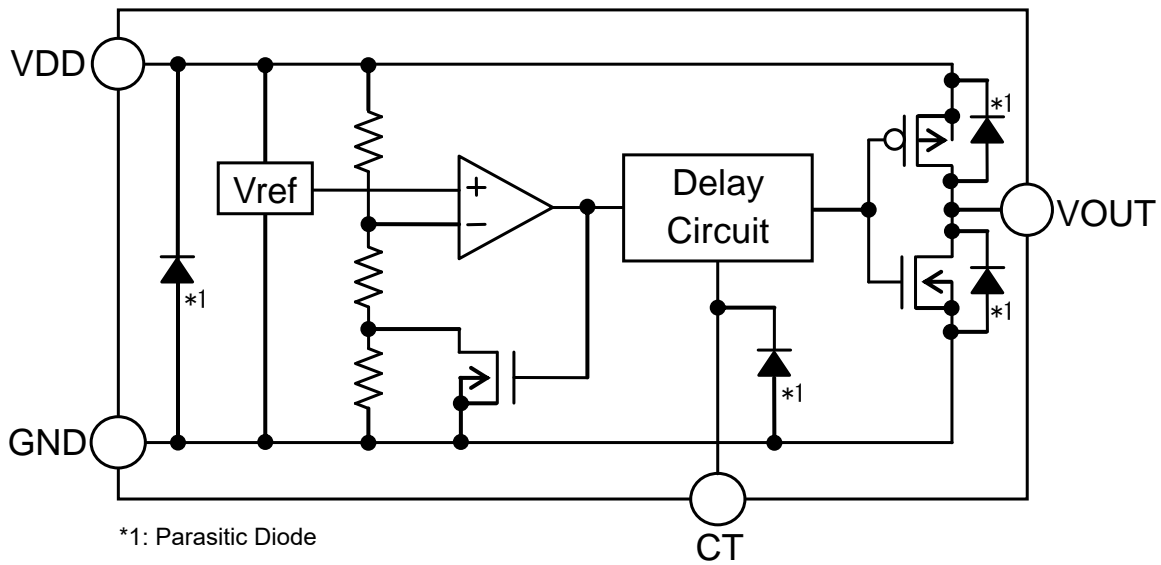 VDD
*1
Vref
+
−
Delay
Circuit
VOUT
*1
*1
*1
GND
CT
*1: Parasitic Diode